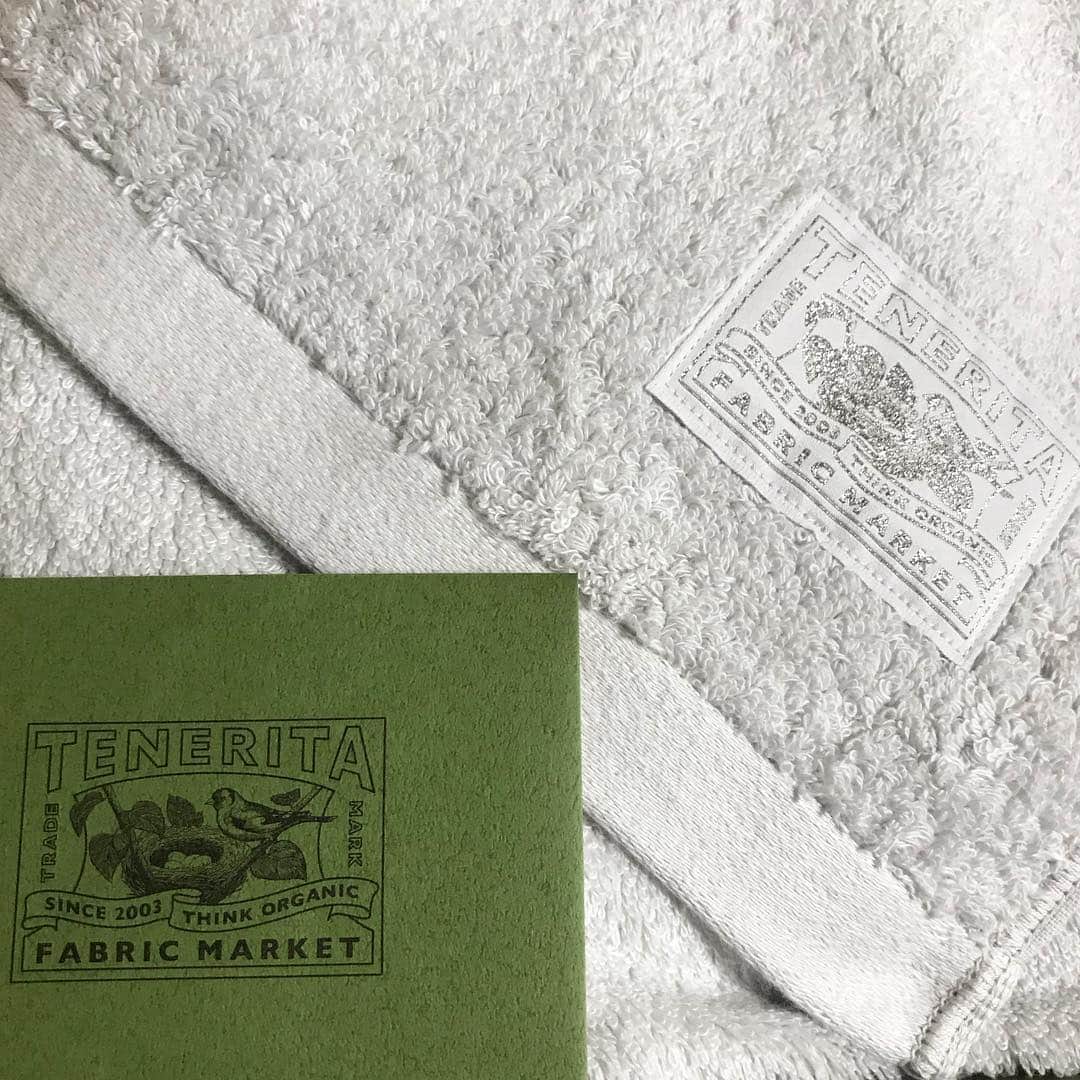 TENERITA
TRADE MARK
SINCE 2003 THINK ORGANIC
FABRIC MARKET
TENERITA
TRADE MARK
SINCE 2003 THINK ORGANIC
FABRIC MARKET